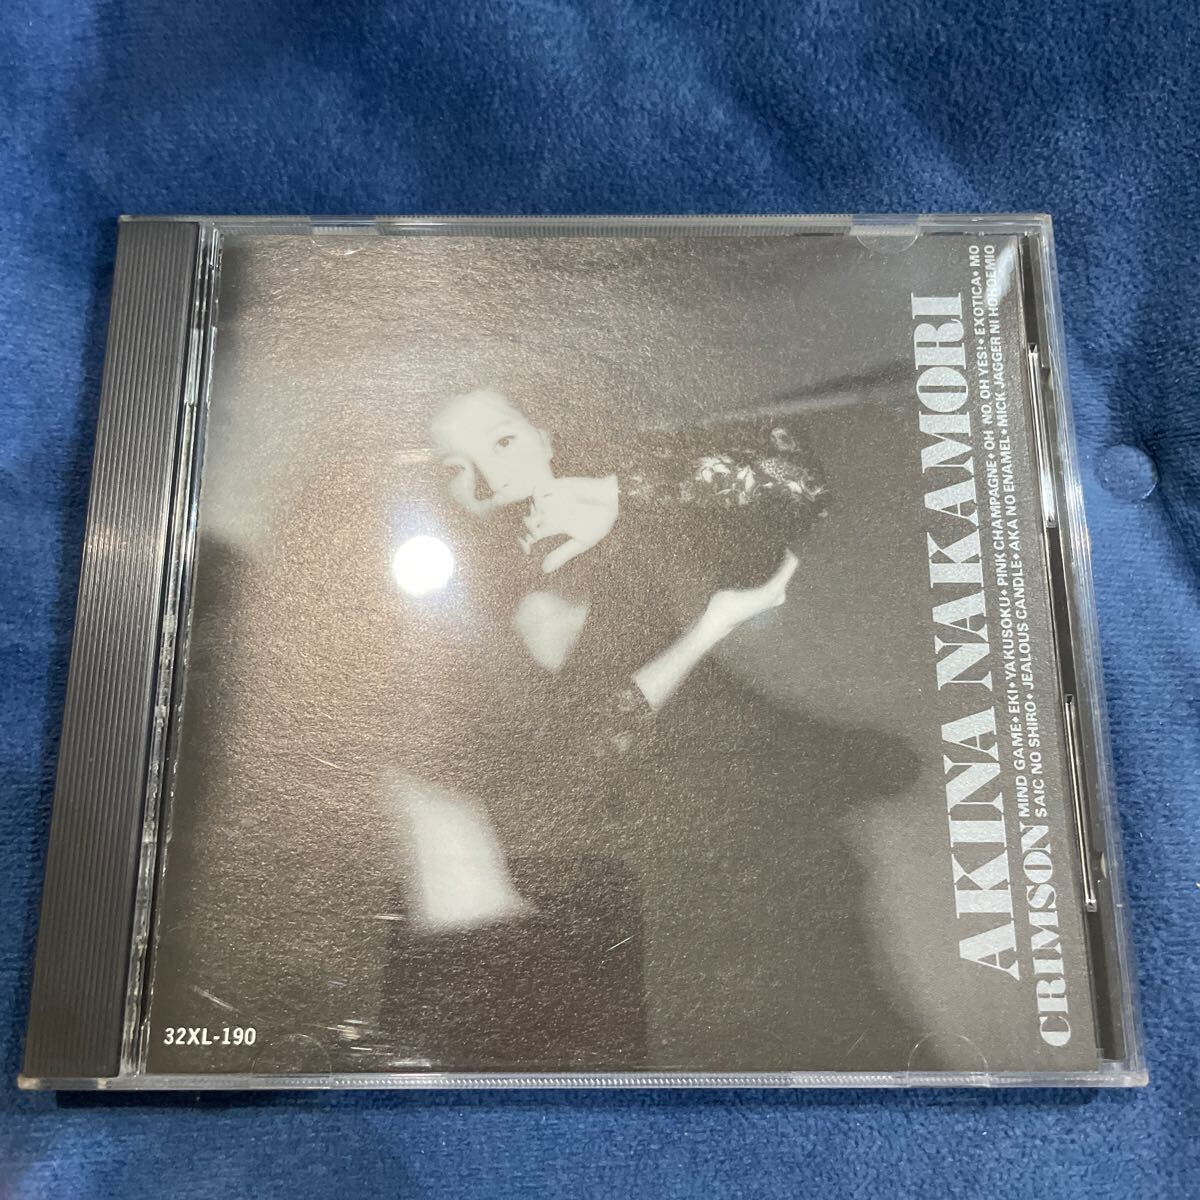 AKINA NAKAMORI
CRIMSON
MIND GAME◆EKI◆YAKUSOKU◆PINK CHAMPAGNE◆OH NO, OH YES!◆EXOTICA◆MO
SAIC NO SHIRO◆JEALOUS CANDLE◆AKA NO ENAMEL◆MICK JAGGER NI HOHOEMIO
32XL-190